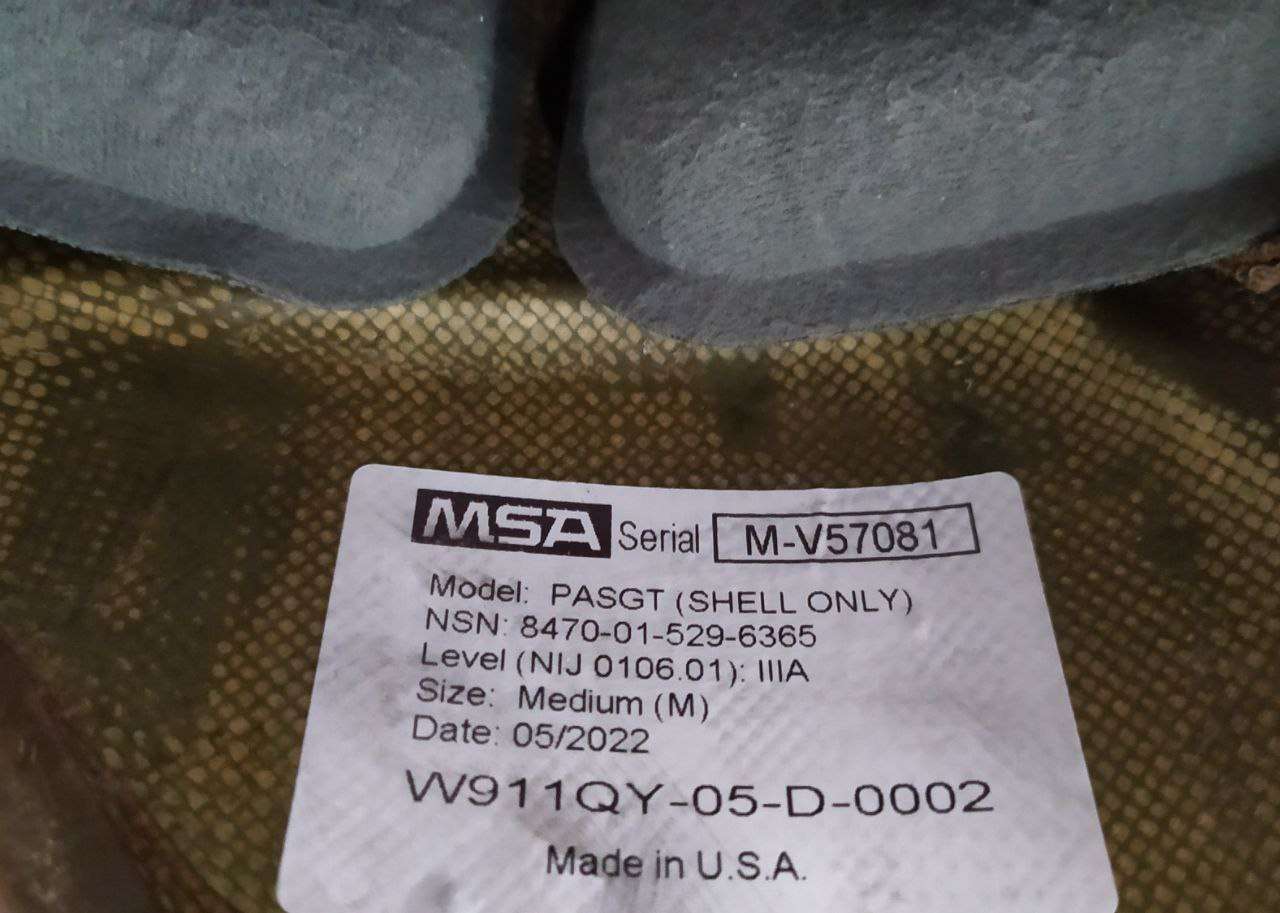 MSA Serial M-V57081
Model: PASGT (SHELL ONLY)
NSN: 8470-01-529-6365
Level (NIJ 0106.01): IIIA
Size: Medium (M)
Date: 05/2022
W911QY-05-D-0002
Made in U.S.A.